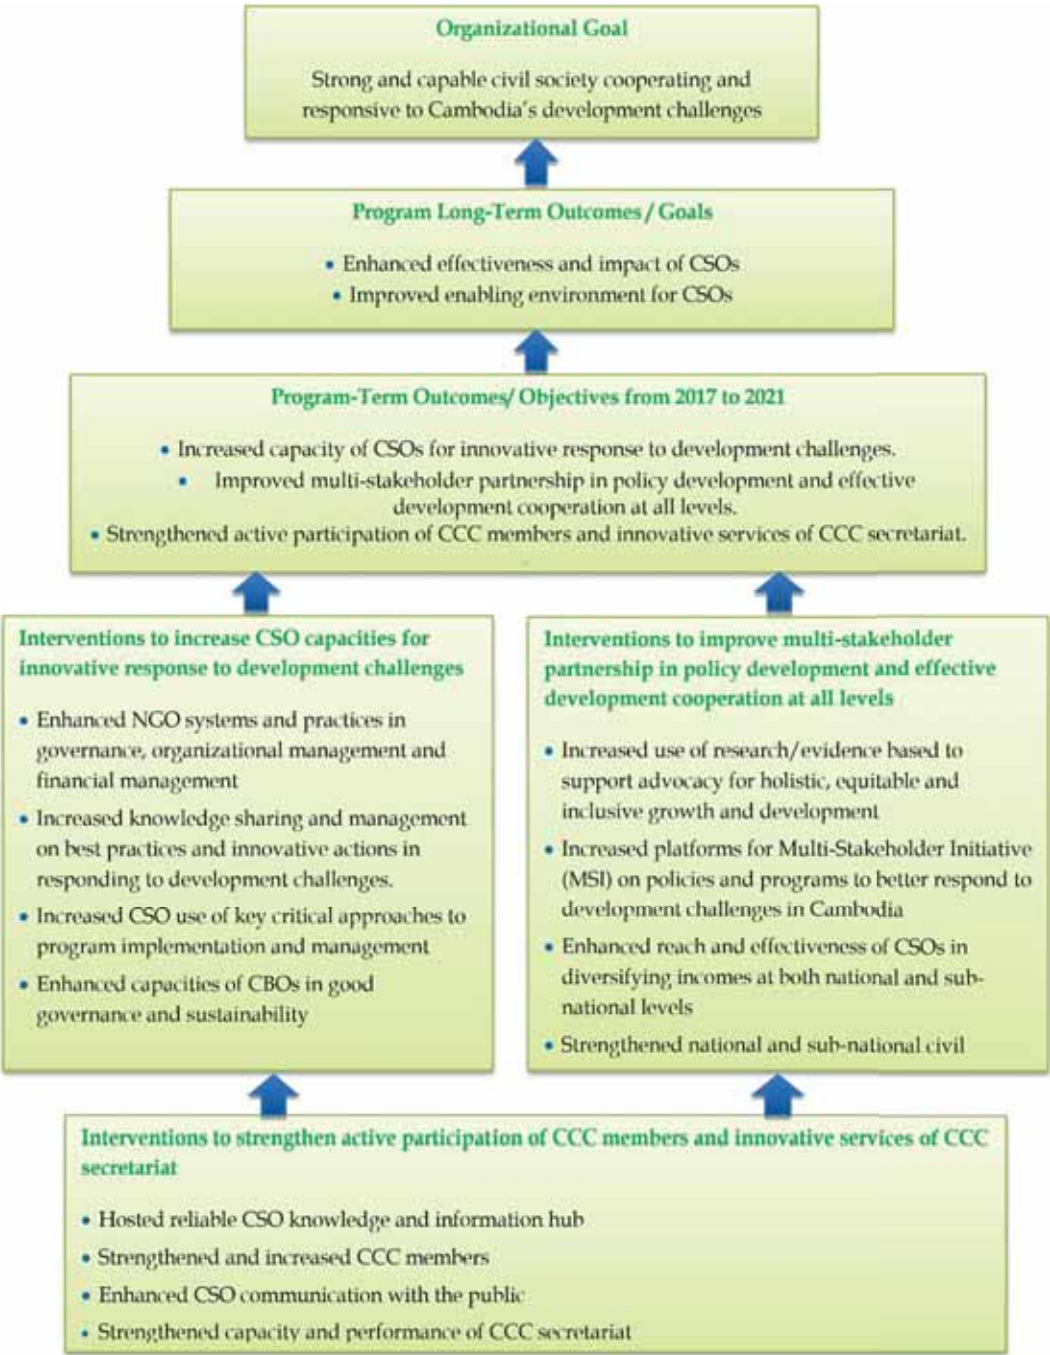 Organizational Goal
Strong and capable civil society cooperating and
responsive to Cambodia's development challenges
Program Long-Term Outcomes / Goals
• Enhanced effectiveness and impact of CSOs
• Improved enabling environment for CSOs
Program-Term Outcomes/ Objectives from 2017 to 2021
• Increased capacity of CSOs for innovative response to development challenges.
• Improved multi-stakeholder partnership in policy development and effective
development cooperation at all levels.
• Strengthened active participation of CCC members and innovative services of CCC secretariat.
Interventions to increase CSO capacities for
innovative response to development challenges
• Enhanced NGO systems and practices in
governance, organizational management and
financial management
• Increased knowledge sharing and management
on best practices and innovative actions in
responding to development challenges.
• Increased CSO use of key critical approaches to
program implementation and management
• Enhanced capacities of CBOs in good
governance and sustainability
Interventions to improve multi-stakeholder
partnership in policy development and effective
development cooperation at all levels
• Increased use of research/evidence based to
support advocacy for holistic, equitable and
inclusive growth and development
• Increased platforms for Multi-Stakeholder Initiative
(MSI) on policies and programs to better respond to
development challenges in Cambodia
• Enhanced reach and effectiveness of CSOs in
diversifying incomes at both national and sub-
national levels
• Strengthened national and sub-national civil
Interventions to strengthen active participation of CCC members and innovative services of CCC
secretariat
• Hosted reliable CSO knowledge and information hub
• Strengthened and increased CCC members
• Enhanced CSO communication with the public
• Strengthened capacity and performance of CCC secretariat